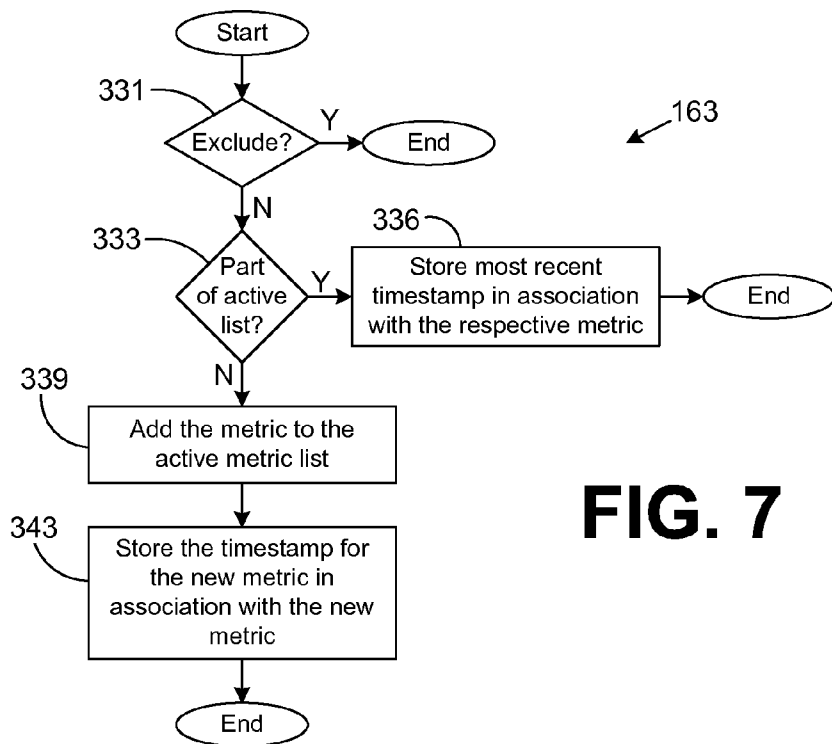 Start
331
Exclude?
Y
End
163
N
333
Part
of active
list?
Y
336
Store most recent
timestamp in association
with the respective metric
End
N
339
Add the metric to the
active metric list
343
Store the timestamp for
the new metric in
association with the new
metric
End
FIG. 7